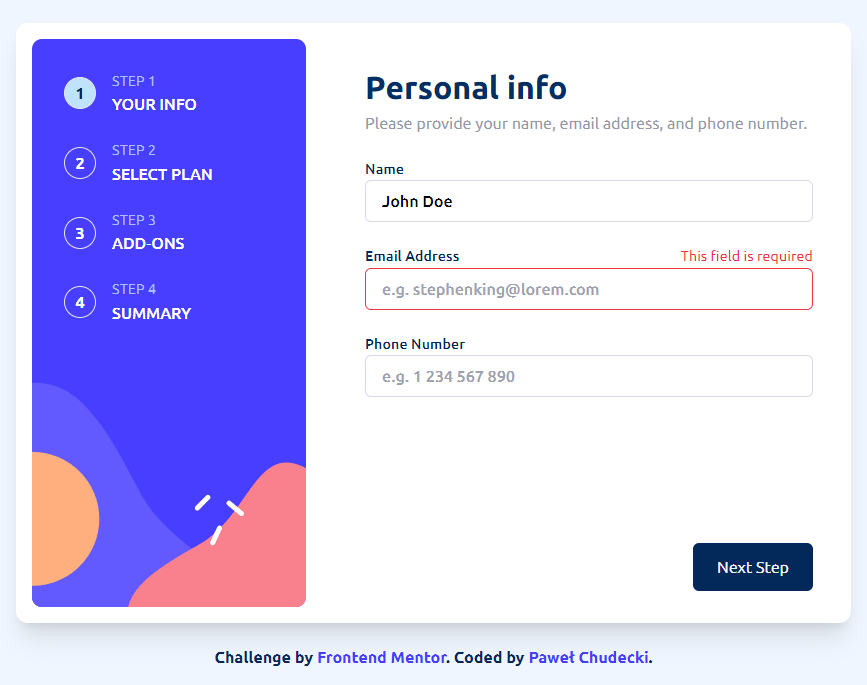 1
STEP 1
YOUR INFO
2
STEP 2
SELECT PLAN
3
STEP 3
ADD-ONS
4
STEP 4
SUMMARY
Personal info
Please provide your name, email address, and phone number.
Name
John Doe
Email Address This field is required
e.g. stephenking@lorem.com
Phone Number
e.g. 1 234 567 890
Next Step
Challenge by Frontend Mentor. Coded by Paweł Chudecki.